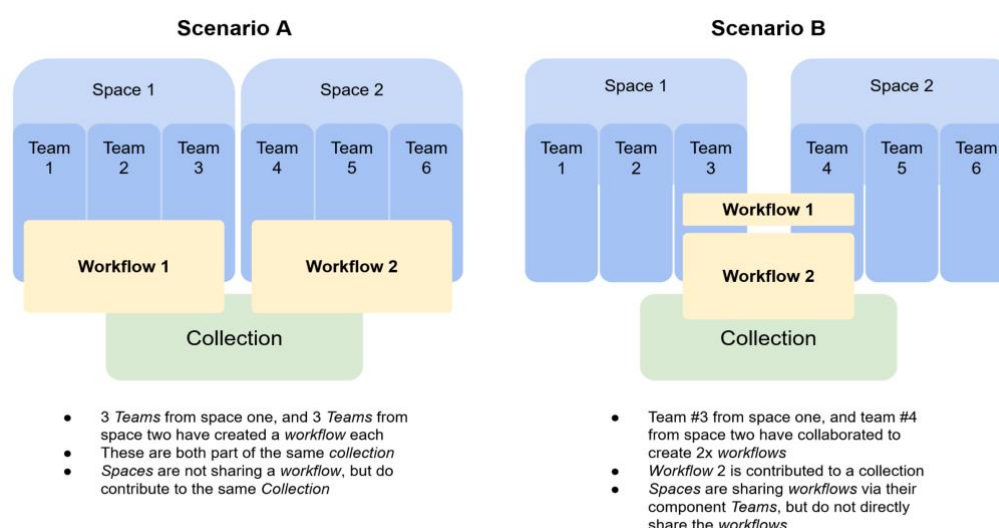 Scenario A
Space 1
Space 2
Team 1
Team 2
Team 3
Team 4
Team 5
Team 6
Workflow 1
Workflow 2
Collection
● 3 Teams from space one, and 3 Teams from
space two have created a workflow each
● These are both part of the same collection
● Spaces are not sharing a workflow, but do
contribute to the same Collection
Scenario B
Space 1
Space 2
Team 1
Team 2
Team 3
Team 4
Team 5
Team 6
Workflow 1
Workflow 2
Collection
● Team #3 from space one, and team #4
from space two have collaborated to
create 2x workflows
● Workflow 2 is contributed to a collection
● Spaces are sharing workflows via their
component Teams, but do not directly
share the workflows